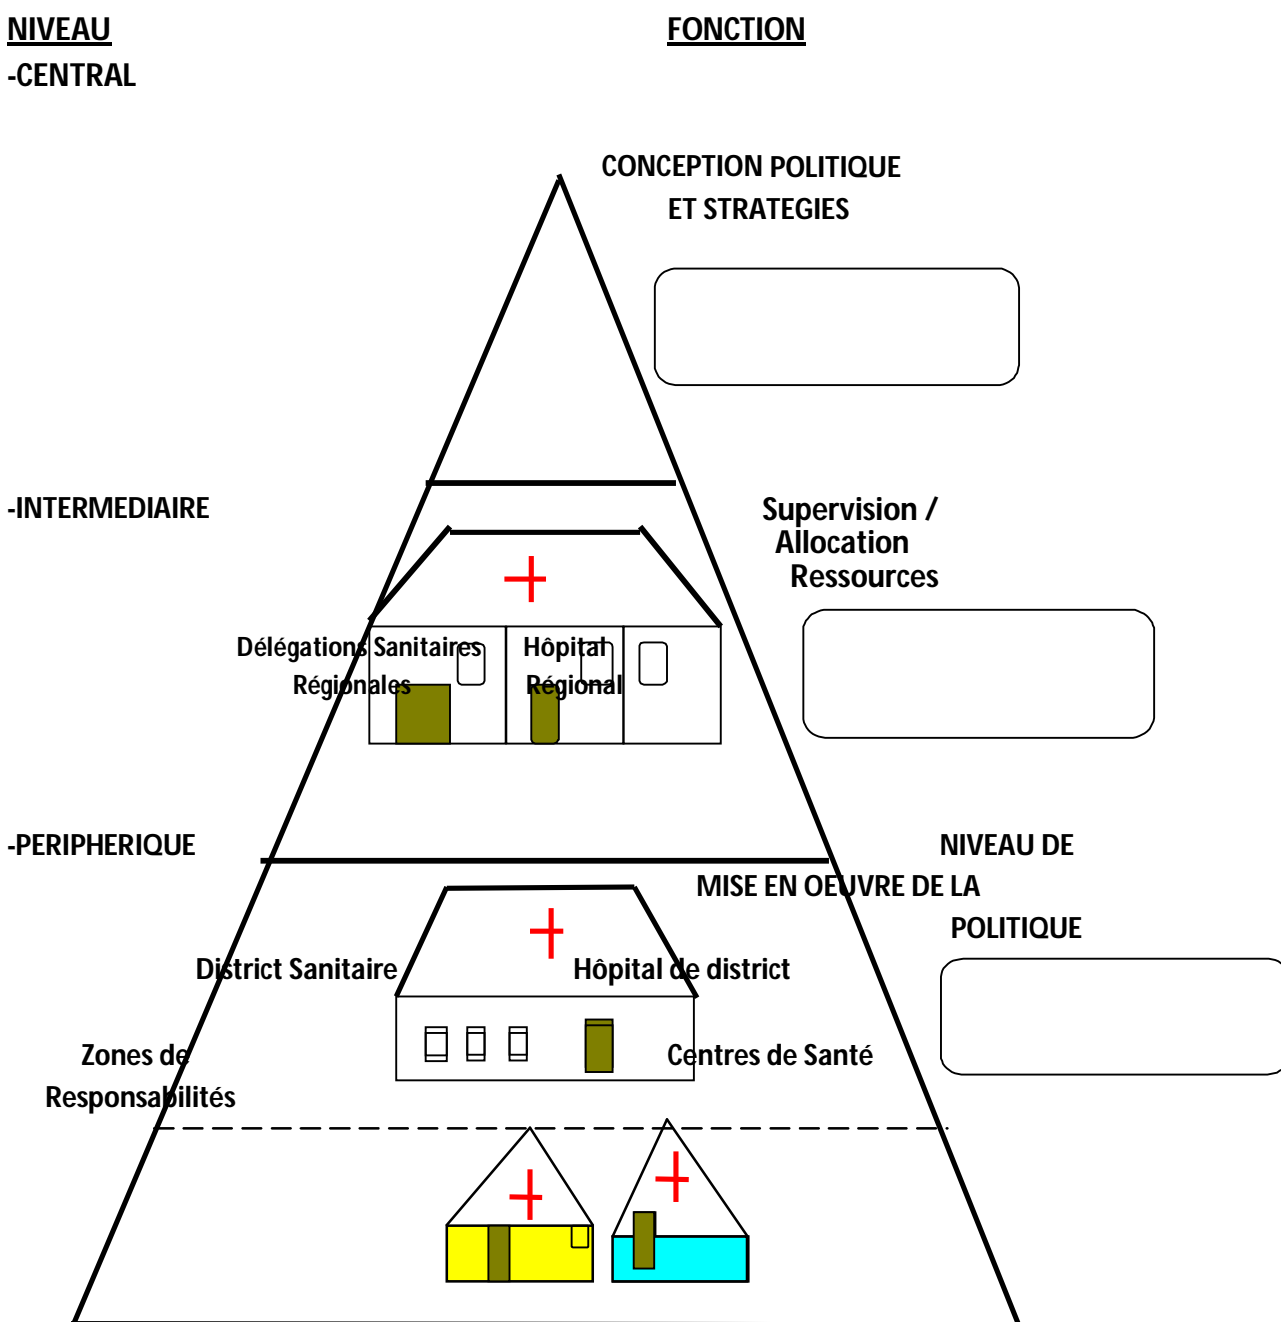 NIVEAU
FONCTION
-CENTRAL
CONCEPTION POLITIQUE
ET STRATEGIES
-INTERMEDIAIRE
Supervision /
Allocation
Ressources
Délégations Sanitaires
Régionales
Hôpital
Régional
-PERIPHERIQUE
NIVEAU DE
MISE EN OEUVRE DE LA
POLITIQUE
District Sanitaire
Hôpital de district
Zones de
Responsabilités
Centres de Santé